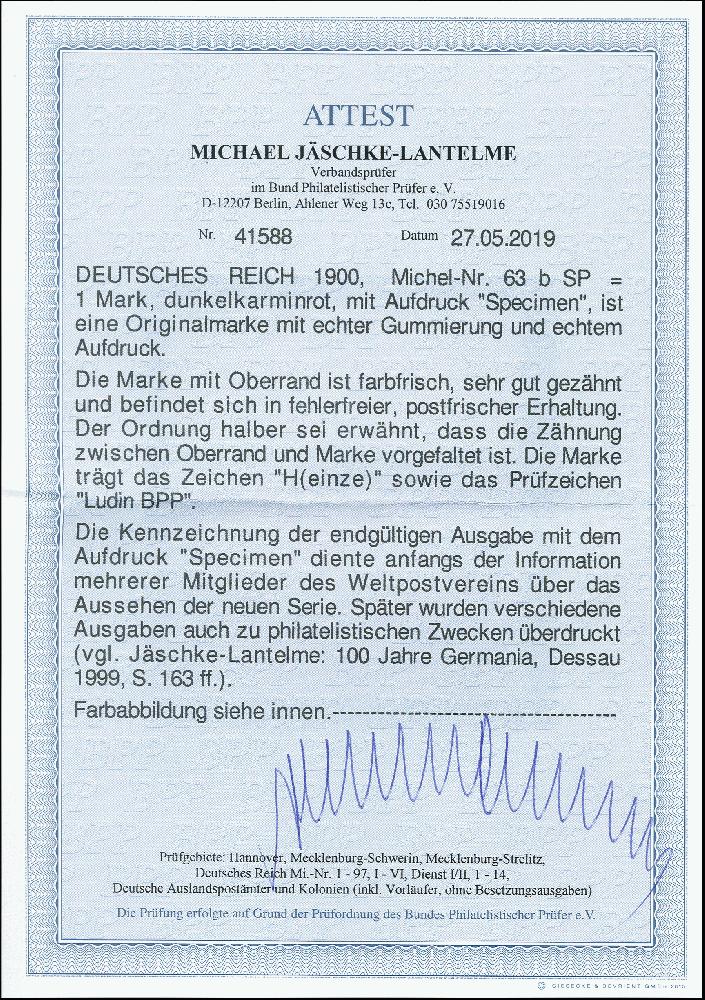 ATTEST
MICHAEL JÄSCHKE-LANTELME
Verbandsprüfer
im Bund Philatelistischer Prüfer e. V.
D-12207 Berlin, Ahlener Weg 13c, Tel. 030 75519016
Nr. 41588 Datum 27.05.2019
DEUTSCHES REICH 1900, Michel-Nr. 63 b SP =
1 Mark, dunkelkarminrot, mit Aufdruck "Specimen", ist
eine Originalmarke mit echter Gummierung und echtem
Aufdruck.
Die Marke mit Oberrand ist farbfrisch, sehr gut gezähnt
und befindet sich in fehlerfreier, postfrischer Erhaltung.
Der Ordnung halber sei erwähnt, dass die Zähnung
zwischen Oberrand und Marke vorgefaltet ist. Die Marke
trägt das Zeichen "H(einze)" sowie das Prüfzeichen
"Ludin BPP".
Die Kennzeichnung der endgültigen Ausgabe mit dem
Aufdruck "Specimen" diente anfangs der Information
mehrerer Mitglieder des Weltpostvereins über das
Aussehen der neuen Serie. Später wurden verschiedene
Ausgaben auch zu philatelistischen Zwecken überdruckt
(vgl. Jäschke-Lantelme: 100 Jahre Germania, Dessau
1999, S. 163 ff.).
Farbabbildung siehe innen.------------------------------------
Prüfgebiete: Hannover, Mecklenburg-Schwerin, Mecklenburg-Strelitz,
Deutsches Reich Mi.-Nr. 1 - 97, I - VI, Dienst I/II, 1 - 14,
Deutsche Auslandspostämter und Kolonien (inkl. Vorläufer, ohne Besetzungsausgaben)
Die Prüfung erfolgte auf Grund der Prüfordnung des Bundes Philatelistischer Prüfer e.V.
GIESECKE & DEVRIENT GMBH